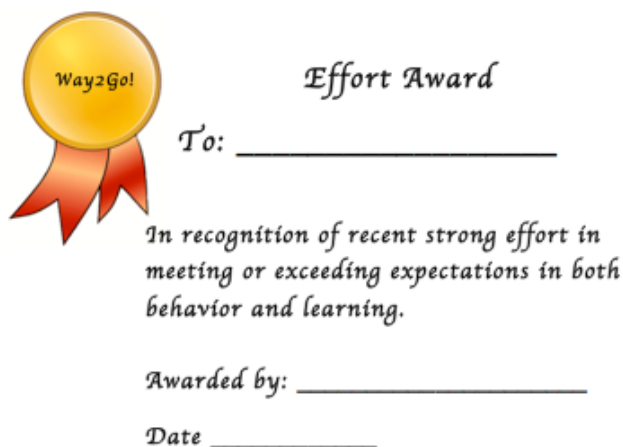 Way2Go!
Effort Award
To: ____________________
In recognition of recent strong effort in
meeting or exceeding expectations in both
behavior and learning.
Awarded by: ____________________
Date ____________